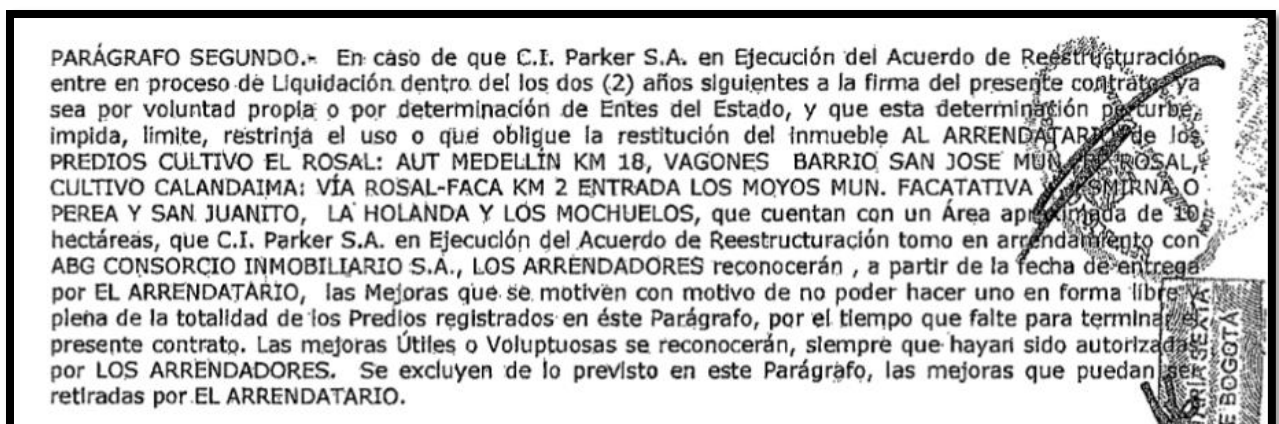 PARÁGRAFO SEGUNDO.- En caso de que C.I. Parker S.A. en Ejecución del Acuerdo de Reestructuración
entre en proceso de Liquidación dentro del los dos (2) años siguientes a la firma del presente contrato, ya
sea por voluntad propia o por determinación de Entes del Estado, y que esta determinación perturbe,
impida, limite, restrinja el uso o que obligue la restitución del inmueble AL ARRENDATARIO de los
PREDIOS CULTIVO EL ROSAL: AUT MEDELLÍN KM 18, VAGONES BARRIO SAN JOSE MUN ROSAL,
CULTIVO CALANDAIMA: VÍA ROSAL-FACA KM 2 ENTRADA LOS MOYOS MUN. FACATATIVA ESMIRNA O
PEREA Y SAN JUANITO, LA HOLANDA Y LOS MOCHUELOS, que cuentan con un Área aproximada de 10
hectáreas, que C.I. Parker S.A. en Ejecución del Acuerdo de Reestructuración tomo en arrendamiento con
ABG CONSORCIO INMOBILIARIO S.A., LOS ARRENDADORES reconocerán , a partir de la fecha de entrega
por EL ARRENDATARIO, las Mejoras que se motiven con motivo de no poder hacer uno en forma libre y
plena de la totalidad de los Predios registrados en éste Parágrafo, por el tiempo que falte para terminar el
presente contrato. Las mejoras Útiles o Voluptuosas se reconocerán, siempre que hayan sido autorizadas
por LOS ARRENDADORES. Se excluyen de lo previsto en este Parágrafo, las mejoras que puedan ser
retiradas por EL ARRENDATARIO.
SEXTA
BOGOTÁ